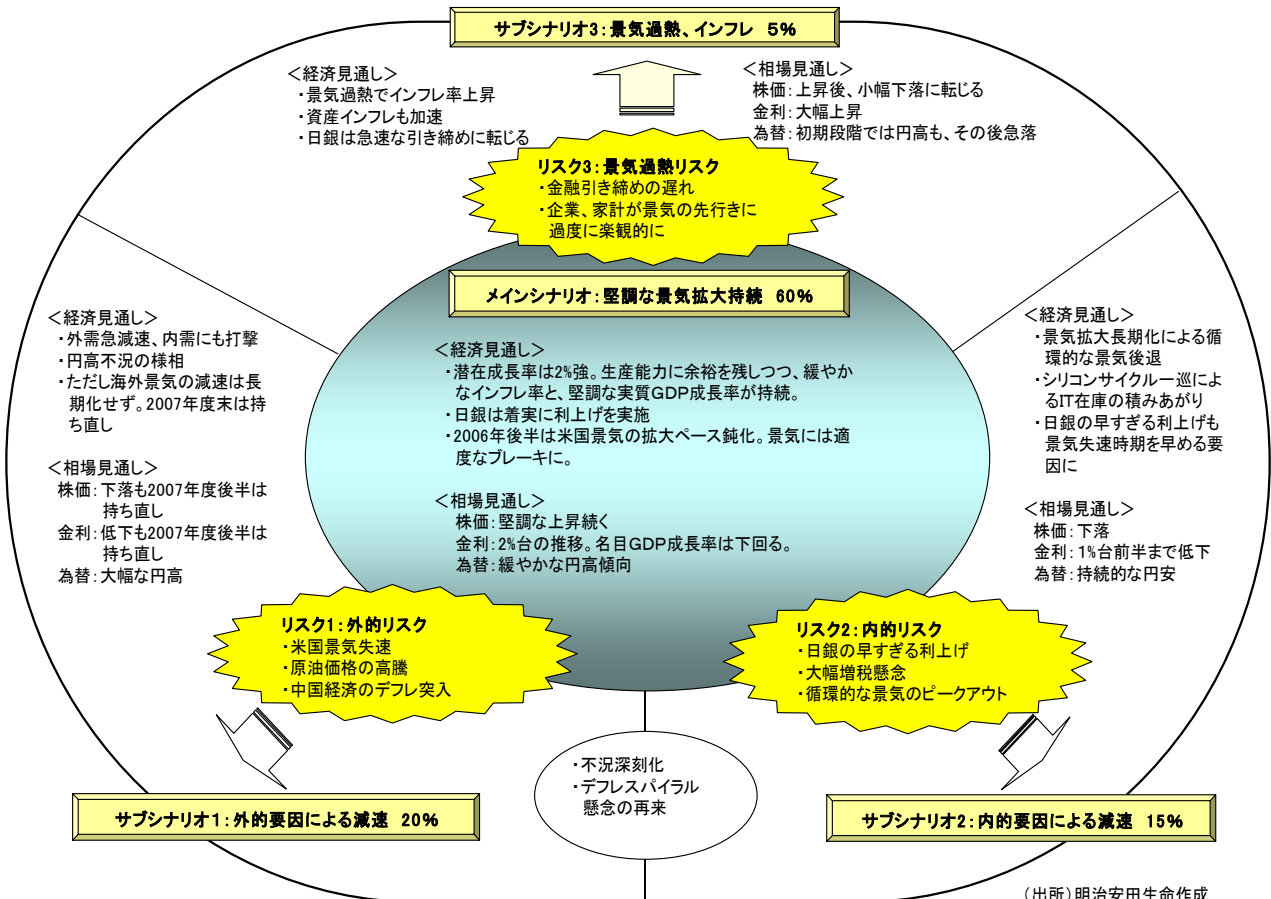 サブシナリオ3：景気過熱、インフレ 5%
＜経済見通し＞
・景気過熱でインフレ率上昇
・資産インフレも加速
・日銀は急速な引き締めに転じる
＜相場見通し＞
株価：上昇後、小幅下落に転じる
金利：大幅上昇
為替：初期段階では円高も、その後急落
リスク3：景気過熱リスク
・金融引き締めの遅れ
・企業、家計が景気の先行きに
過度に楽観的に
メインシナリオ：堅調な景気拡大持続 60%
＜経済見通し＞
・潜在成長率は2%強。生産能力に余裕を残しつつ、緩やか
なインフレ率と、堅調な実質GDP成長率が持続。
・日銀は着実に利上げを実施
・2006年後半は米国景気の拡大ペース鈍化。景気には適
度なブレーキに。
＜相場見通し＞
株価：堅調な上昇続く
金利：2%台の推移。名目GDP成長率は下回る。
為替：緩やかな円高傾向
＜経済見通し＞
・外需急減速、内需にも打撃
・円高不況の様相
・ただし海外景気の減速は長
期化せず。2007年度末は持
ち直し
＜相場見通し＞
株価：下落も2007年度後半は
持ち直し
金利：低下も2007年度後半は
持ち直し
為替：大幅な円高
＜経済見通し＞
・景気拡大長期化による循
環的な景気後退
・シリコンサイクル一巡によ
るIT在庫の積みあがり
・日銀の早すぎる利上げも
景気失速時期を早める要
因に
＜相場見通し＞
株価：下落
金利：1%台前半まで低下
為替：持続的な円安
リスク1：外的リスク
・米国景気失速
・原油価格の高騰
・中国経済のデフレ突入
リスク2：内的リスク
・日銀の早すぎる利上げ
・大幅増税懸念
・循環的な景気のピークアウト
・不況深刻化
・デフレスパイラル
懸念の再来
サブシナリオ1：外的要因による減速 20%
サブシナリオ2：内的要因による減速 15%
（出所）明治安田生命作成